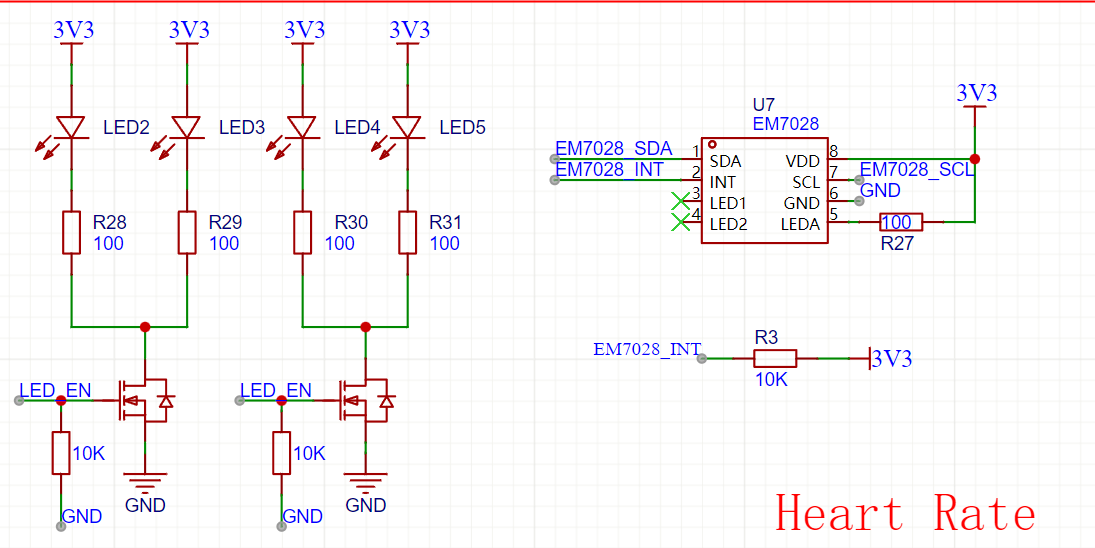 3V3 3V3 3V3 3V3
LED2 LED3 LED4 LED5
R28 R29 R30 R31
100 100 100 100
LED_EN LED_EN
10K 10K
GND GND
GND GND
U7
EM7028
3V3
EM7028_SDA 1 SDA VDD 8
EM7028_INT 2 INT SCL 7 EM7028_SCL
3 LED1 GND 6 GND
4 LED2 LEDA 5 100
R27
R3
EM7028_INT 3V3
10K
Heart Rate